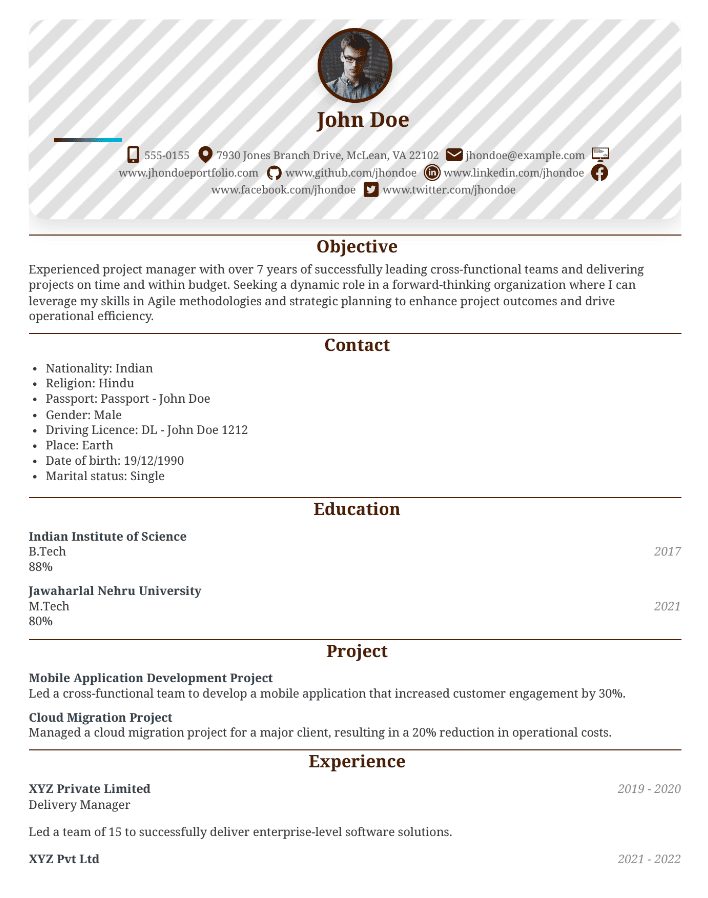 John Doe
555-0155 7930 Jones Branch Drive, McLean, VA 22102 jhondoe@example.com
www.jhondoeportfolio.com www.github.com/jhondoe www.linkedin.com/jhondoe
www.facebook.com/jhondoe www.twitter.com/jhondoe
Objective
Experienced project manager with over 7 years of successfully leading cross-functional teams and delivering
projects on time and within budget. Seeking a dynamic role in a forward-thinking organization where I can
leverage my skills in Agile methodologies and strategic planning to enhance project outcomes and drive
operational efficiency.
Contact
• Nationality: Indian
• Religion: Hindu
• Passport: Passport - John Doe
• Gender: Male
• Driving Licence: DL - John Doe 1212
• Place: Earth
• Date of birth: 19/12/1990
• Marital status: Single
Education
Indian Institute of Science
B.Tech 2017
88%
Jawaharlal Nehru University
M.Tech 2021
80%
Project
Mobile Application Development Project
Led a cross-functional team to develop a mobile application that increased customer engagement by 30%.
Cloud Migration Project
Managed a cloud migration project for a major client, resulting in a 20% reduction in operational costs.
Experience
XYZ Private Limited 2019 - 2020
Delivery Manager
Led a team of 15 to successfully deliver enterprise-level software solutions.
XYZ Pvt Ltd 2021 - 2022